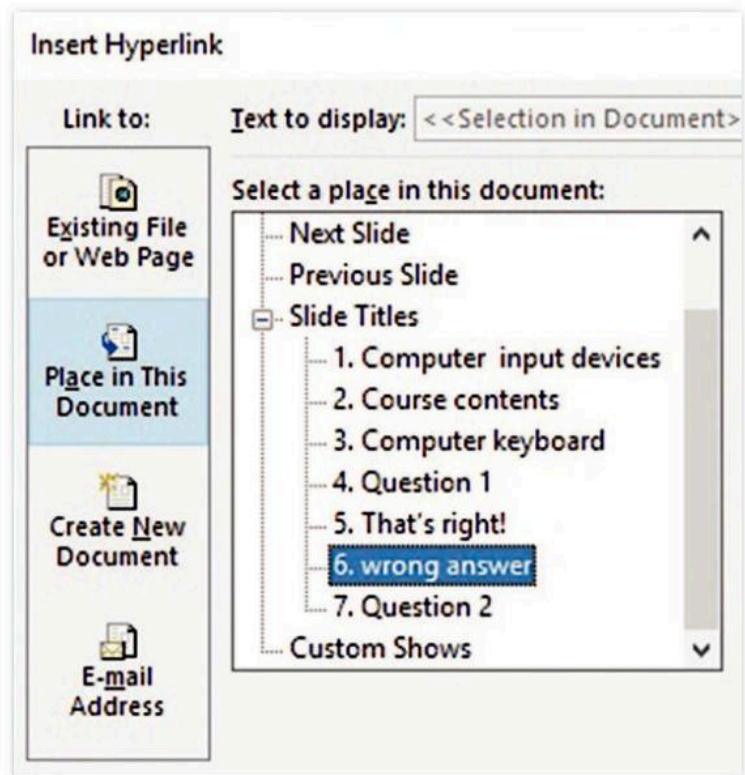 Insert Hyperlink
Link to:
Text to display: <<Selection in Document>
Existing File
or Web Page
Place in This
Document
Create New
Document
E-mail
Address
Select a place in this document:
Next Slide
Previous Slide
Slide Titles
1. Computer input devices
2. Course contents
3. Computer keyboard
4. Question 1
5. That's right!
6. wrong answer
7. Question 2
Custom Shows